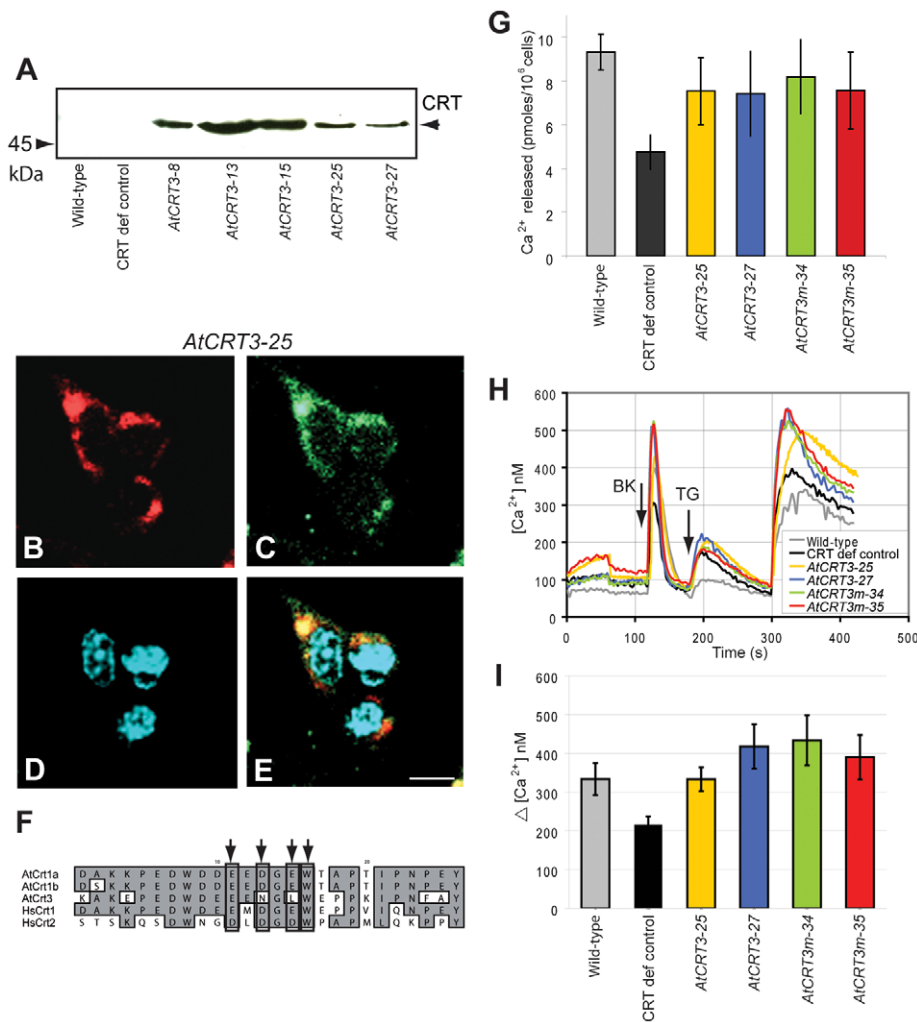 A
CRT
45
kDa
Wild-type
CRT def control
AtCRT3-8
AtCRT3-13
AtCRT3-15
AtCRT3-25
AtCRT3-27
AtCRT3-25
B
C
D
E
F
10
20
AtCrt1a D A K K P E D W D D E E D G E W T A P T I P N P E Y
AtCrt1b D S K K P E D W D D E E D G E W T A P T I P N P E Y
AtCrt3 K A K E P E D W D D E E N G L W T P P K I P N F A Y
HsCrt1 D A K K P E D W D E E M D G E W E P P V I Q N P E Y
HsCrt2 S T S K Q S D W N G D L D G D W P A P M L Q K P P Y
G
Ca2+ released (pmoles/10⁶ cells)
10
8
6
4
2
0
Wild-type
CRT def control
AtCRT3-25
AtCRT3-27
AtCRT3m-34
AtCRT3m-35
H
[Ca2+] nM
600
500
400
300
200
100
0
BK
TG
Wild-type
CRT def control
AtCRT3-25
AtCRT3-27
AtCRT3m-34
AtCRT3m-35
0 100 200 300 400 500
Time (s)
I
△ [Ca2+] nM
600
500
400
300
200
100
0
Wild-type
CRT def control
AtCRT3-25
AtCRT3-27
AtCRT3m-34
AtCRT3m-35